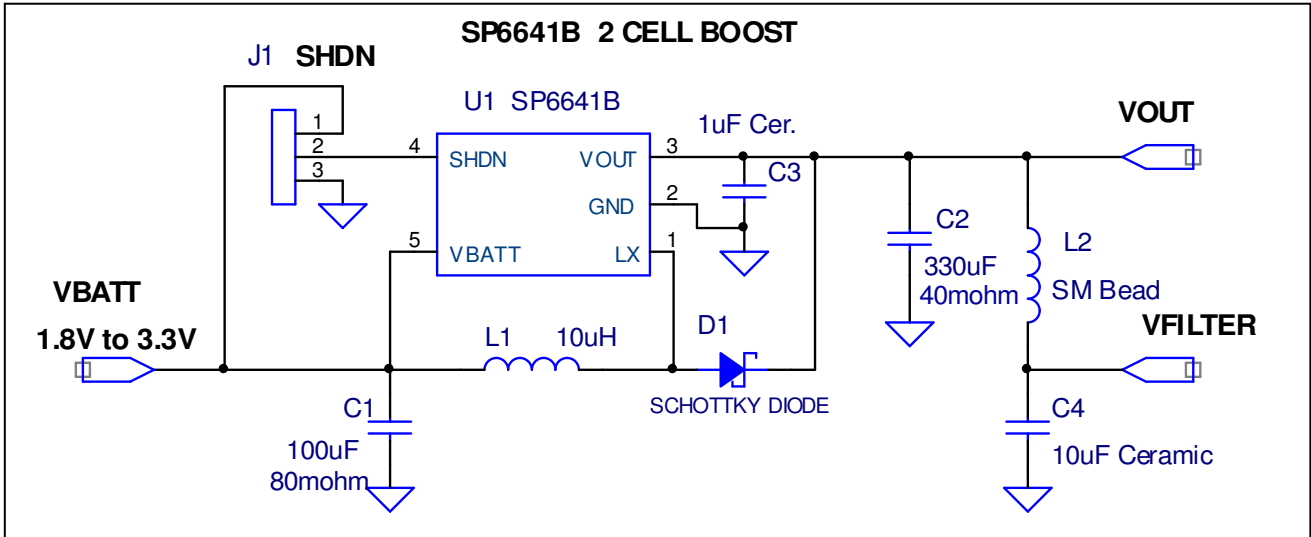 SP6641B 2 CELL BOOST
J1 SHDN
1
2
3
U1 SP6641B
4
SHDN
VOUT
3
GND
2
5
VBATT
LX
1
1uF Cer.
C3
VOUT
C2
330uF
40mohm
L2
SM Bead
VBATT
1.8V to 3.3V
L1
10uH
D1
SCHOTTKY DIODE
VFILTER
C1
100uF
80mohm
C4
10uF Ceramic